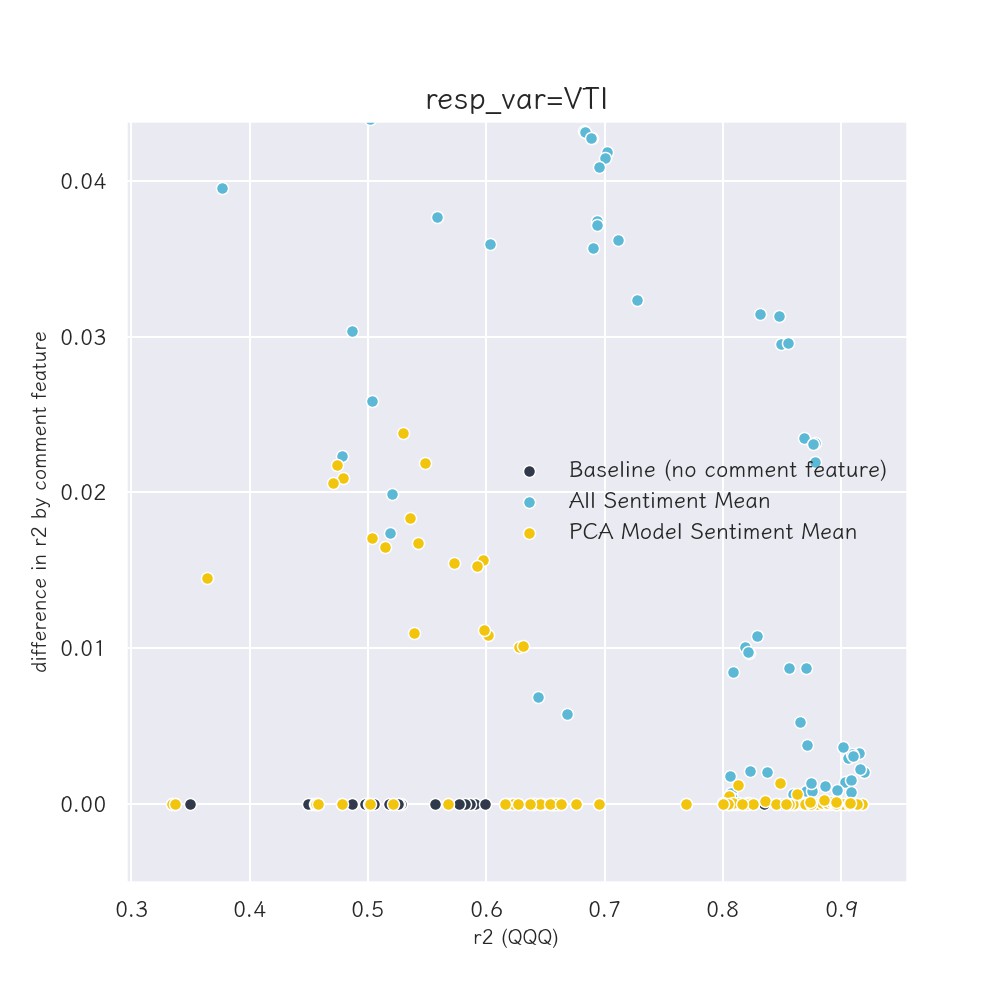 resp_var=VTI
difference in r2 by comment feature
0.04
0.03
0.02
0.01
0.00
Baseline (no comment feature)
All Sentiment Mean
PCA Model Sentiment Mean
0.3 0.4 0.5 0.6 0.7 0.8 0.9
r2 (QQQ)